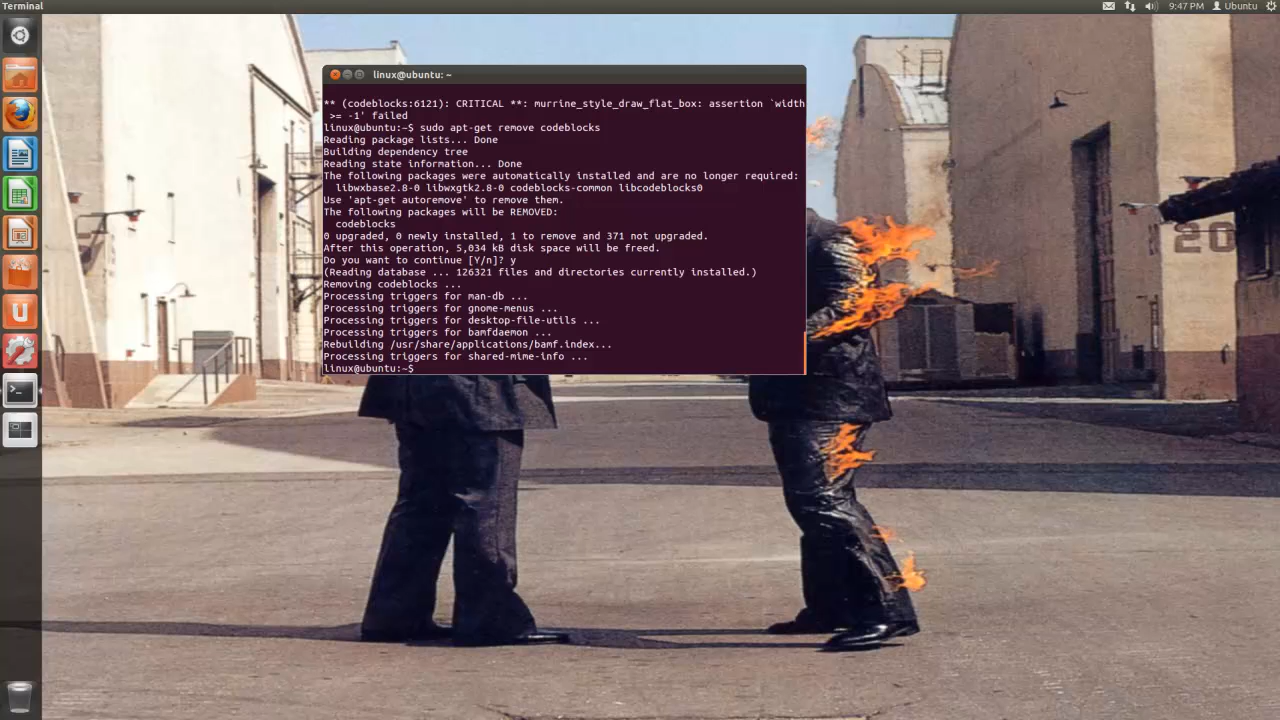 Terminal
9:47 PM
Ubuntu
linux@ubuntu: ~
** (codeblocks:6121): CRITICAL **: murrine_style_draw_flat_box: assertion `width
>= -1' failed
linux@ubuntu:~$ sudo apt-get remove codeblocks
Reading package lists... Done
Building dependency tree
Reading state information... Done
The following packages were automatically installed and are no longer required:
libwxbase2.8-0 libwxgtk2.8-0 codeblocks-common libcodeblocks0
Use 'apt-get autoremove' to remove them.
The following packages will be REMOVED:
codeblocks
0 upgraded, 0 newly installed, 1 to remove and 371 not upgraded.
After this operation, 5,034 kB disk space will be freed.
Do you want to continue [Y/n]? y
(Reading database ... 126321 files and directories currently installed.)
Removing codeblocks ...
Processing triggers for man-db ...
Processing triggers for gnome-menus ...
Processing triggers for desktop-file-utils ...
Processing triggers for bamfdaemon ...
Rebuilding /usr/share/applications/bamf.index...
Processing triggers for shared-mime-info ...
linux@ubuntu:~$
20